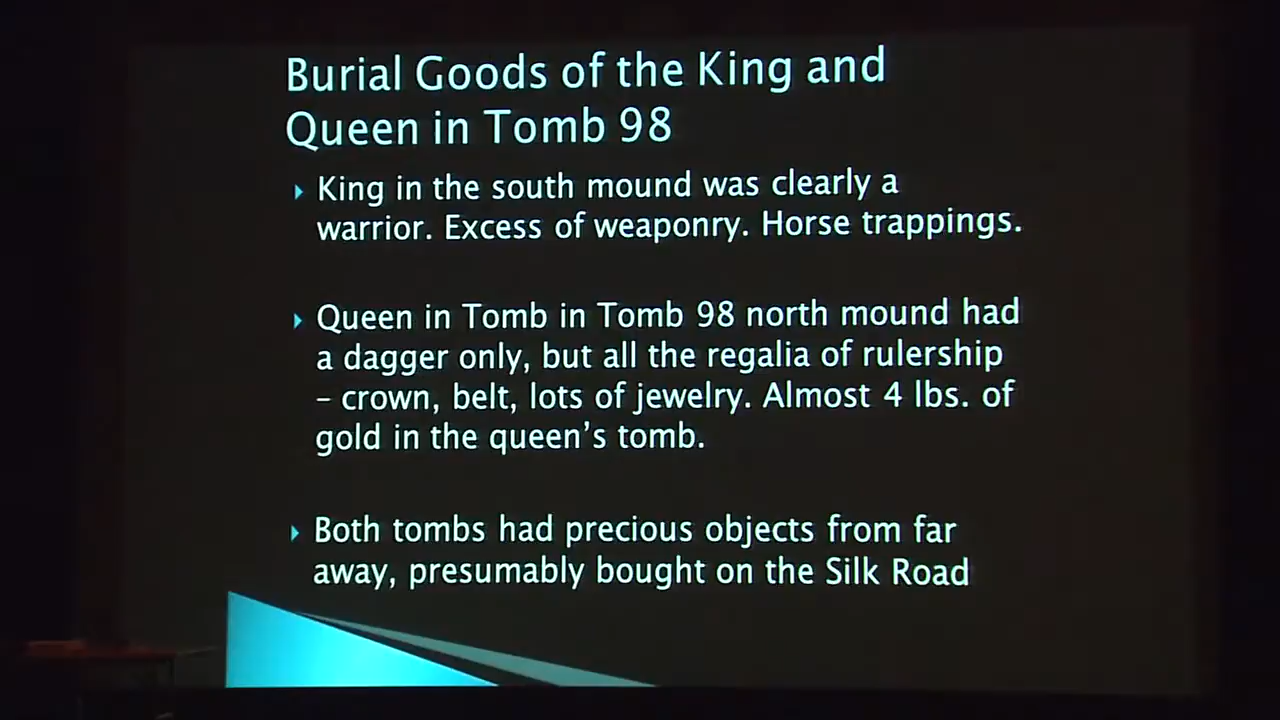 Burial Goods of the King and
Queen in Tomb 98
King in the south mound was clearly a
warrior. Excess of weaponry. Horse trappings.
Queen in Tomb in Tomb 98 north mound had
a dagger only, but all the regalia of rulership
– crown, belt, lots of jewelry. Almost 4 lbs. of
gold in the queen’s tomb.
Both tombs had precious objects from far
away, presumably bought on the Silk Road